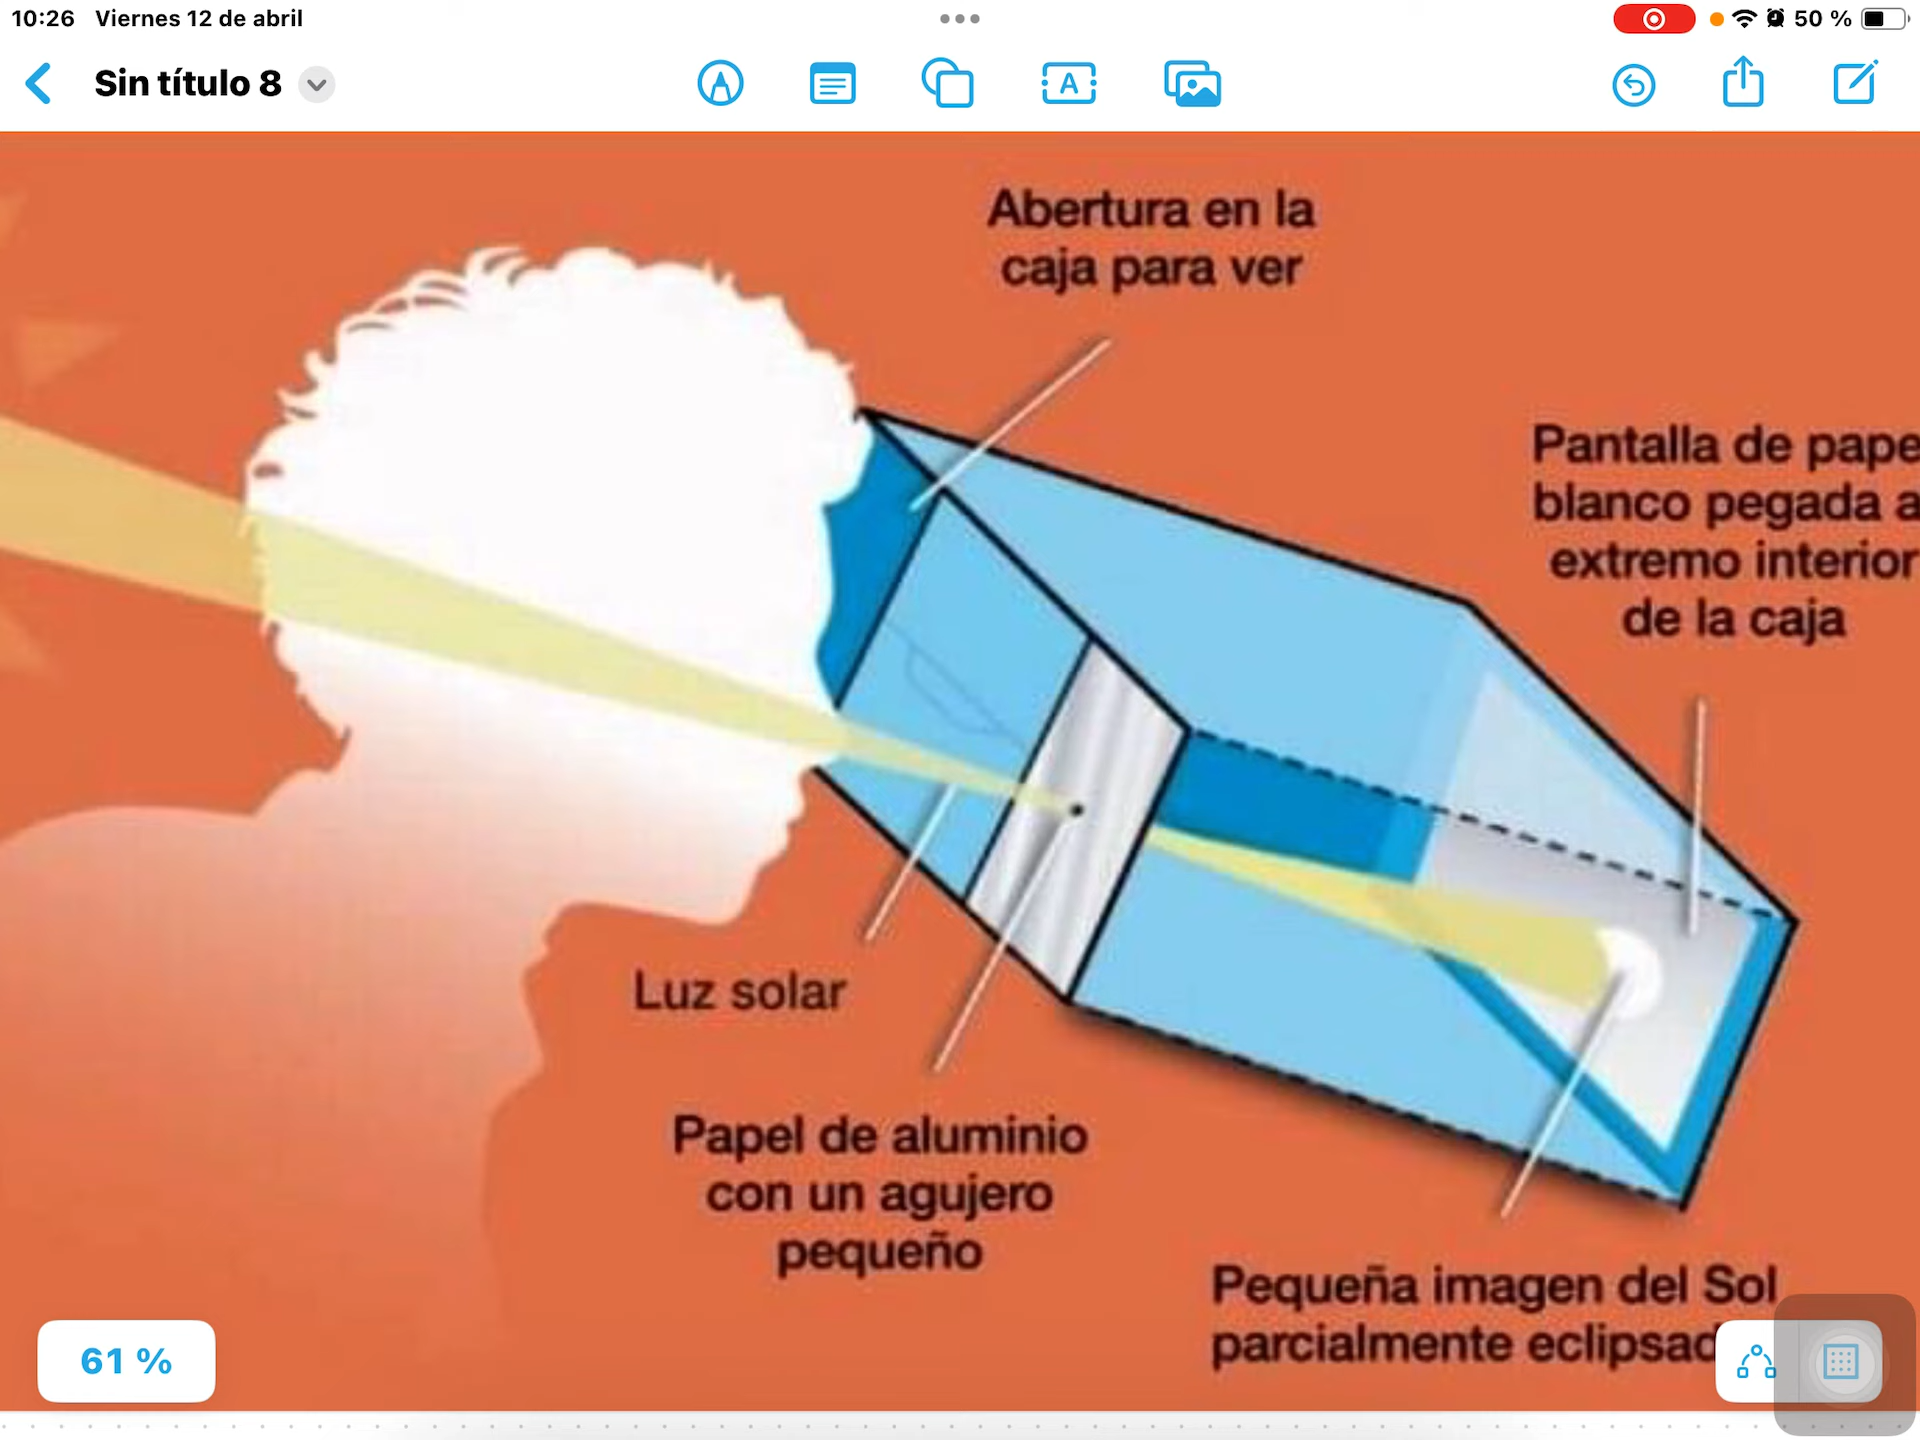 10:26 Viernes 12 de abril
50 %
Sin título 8
A
Abertura en la
caja para ver
Pantalla de pape
blanco pegada a
extremo interior
de la caja
Luz solar
Papel de aluminio
con un agujero
pequeño
Pequeña imagen del Sol
parcialmente eclipsad
61 %